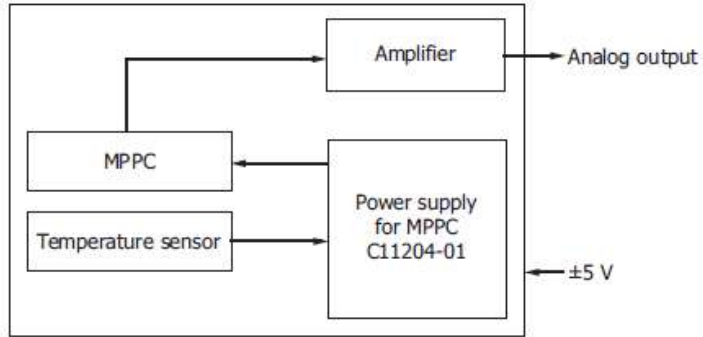 Amplifier
Analog output
MPPC
Power supply
for MPPC
C11204-01
Temperature sensor
±5 V